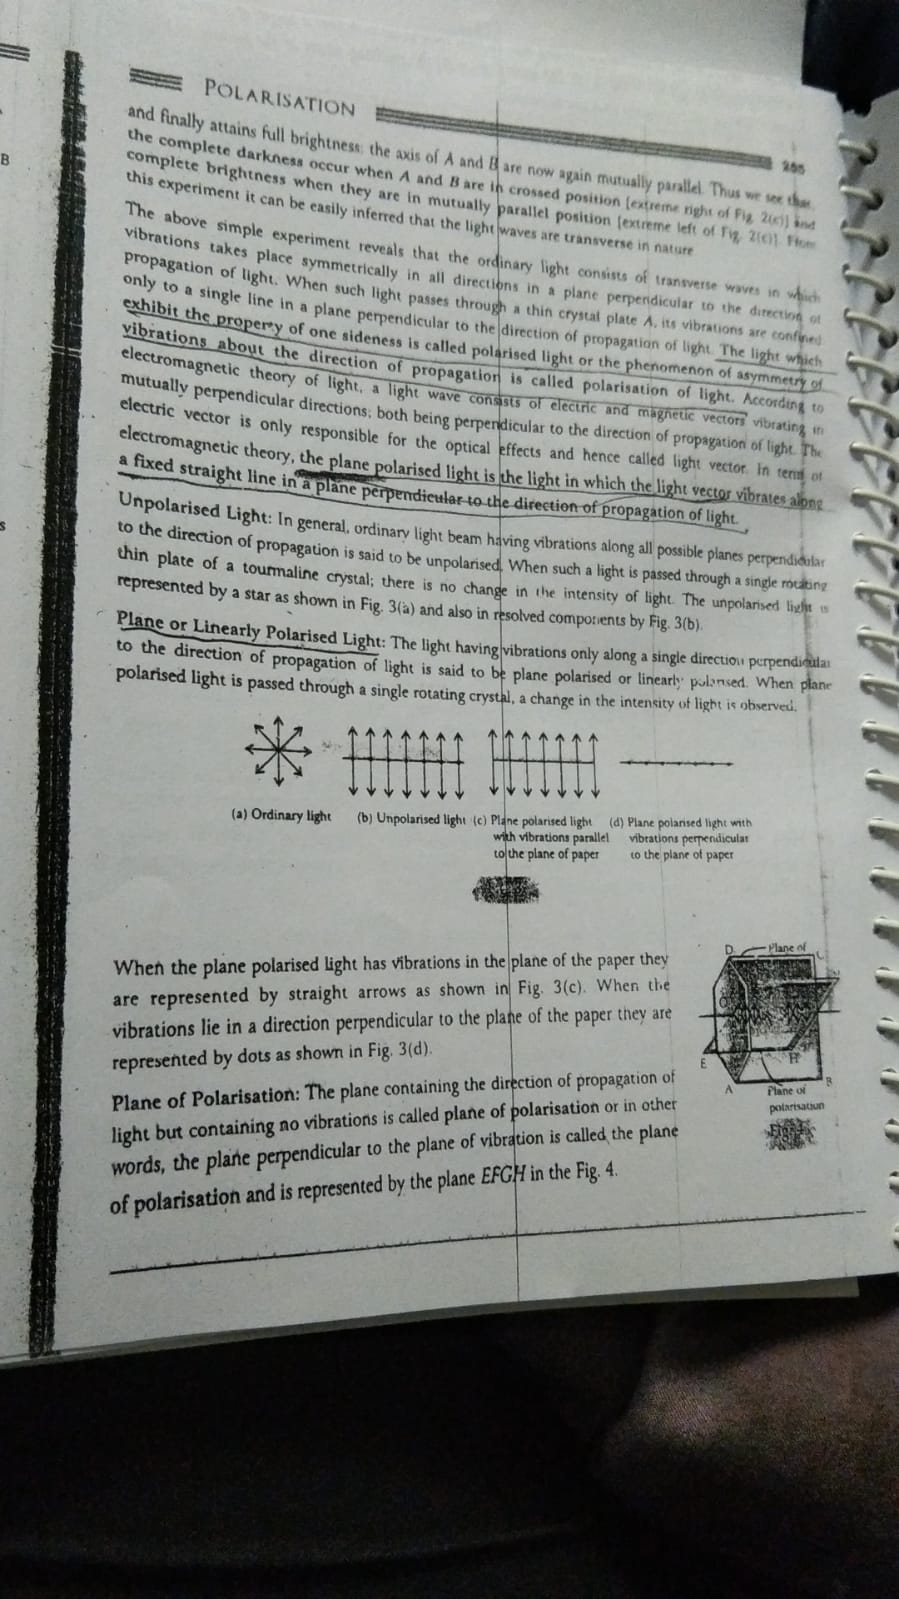 POLARISATION
and finally attains full brightness; the axis of A and B are now again mutually parallel. Thus we see that
the complete darkness occur when A and B are in crossed position [extreme right of Fig. 2(c)] and
complete brightness when they are in mutually parallel position [extreme left of Fig. 2(c)]. From
this experiment it can be easily inferred that the light waves are transverse in nature
The above simple experiment reveals that the ordinary light consists of transverse waves in which
vibrations takes place symmetrically in all directions in a plane perpendicular to the direction of
propagation of light. When such light passes through a thin crystal plate A, its vibrations are confined
only to a single line in a plane perpendicular to the direction of propagation of light. The light which
exhibit the property of one sideness is called polarised light or the phenomenon of asymmetry of
vibrations about the direction of propagation is called polarisation of light. According to
electromagnetic theory of light, a light wave consists of electric and magnetic vectors vibrating in
mutually perpendicular directions; both being perpendicular to the direction of propagation of light. The
electric vector is only responsible for the optical effects and hence called light vector. In term of
electromagnetic theory, the plane polarised light is the light in which the light vector vibrates along
a fixed straight line in a plane perpendicular to the direction of propagation of light.
Unpolarised Light: In general, ordinary light beam having vibrations along all possible planes perpendicular
to the direction of propagation is said to be unpolarised. When such a light is passed through a single rotating
thin plate of a tourmaline crystal; there is no change in the intensity of light. The unpolarised light is
represented by a star as shown in Fig. 3(a) and also in resolved components by Fig. 3(b).
Plane or Linearly Polarised Light: The light having vibrations only along a single direction perpendicular
to the direction of propagation of light is said to be plane polarised or linearly polarised. When plane
polarised light is passed through a single rotating crystal, a change in the intensity of light is observed.
(a) Ordinary light (b) Unpolarised light (c) Plane polarised light (d) Plane polarised light with
with vibrations parallel vibrations perpendicular
to the plane of paper to the plane of paper
When the plane polarised light has vibrations in the plane of the paper they
are represented by straight arrows as shown in Fig. 3(c). When the
vibrations lie in a direction perpendicular to the plane of the paper they are
represented by dots as shown in Fig. 3(d).
Plane of Polarisation: The plane containing the direction of propagation of
light but containing no vibrations is called plane of polarisation or in other
words, the plane perpendicular to the plane of vibration is called the plane
of polarisation and is represented by the plane EFGH in the Fig. 4.
D Plane of
E
H
A
B
Plane of
polarisation
B
s